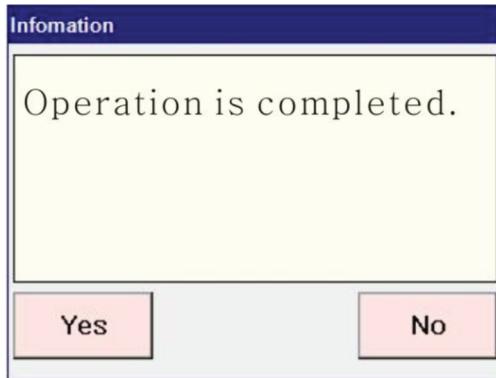 Infomation
Operation is completed.
Yes
No